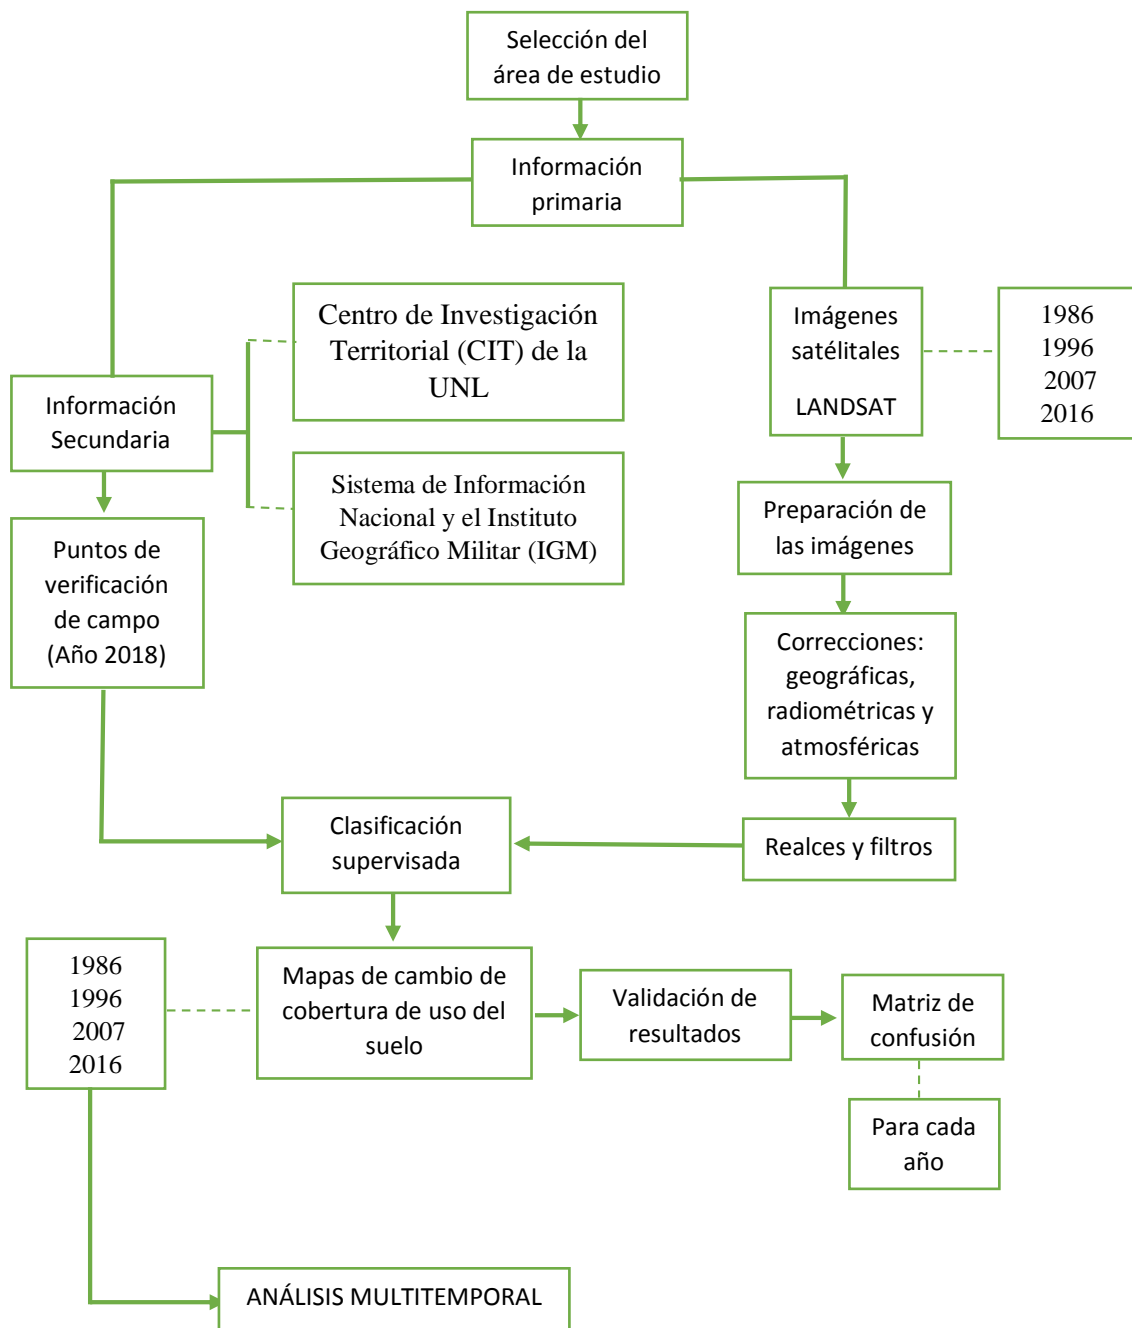 Selección del
área de estudio
Información
primaria
Centro de Investigación
Territorial (CIT) de la
UNL
Imágenes
satélitales
LANDSAT
1986
1996
2007
2016
Información
Secundaria
Sistema de Información
Nacional y el Instituto
Geográfico Militar (IGM)
Preparación de
las imágenes
Puntos de
verificación
de campo
(Año 2018)
Correcciones:
geográficas,
radiométricas y
atmosféricas
Clasificación
supervisada
Realces y filtros
1986
1996
2007
2016
Mapas de cambio de
cobertura de uso del
suelo
Validación de
resultados
Matriz de
confusión
Para cada
año
ANÁLISIS MULTITEMPORAL